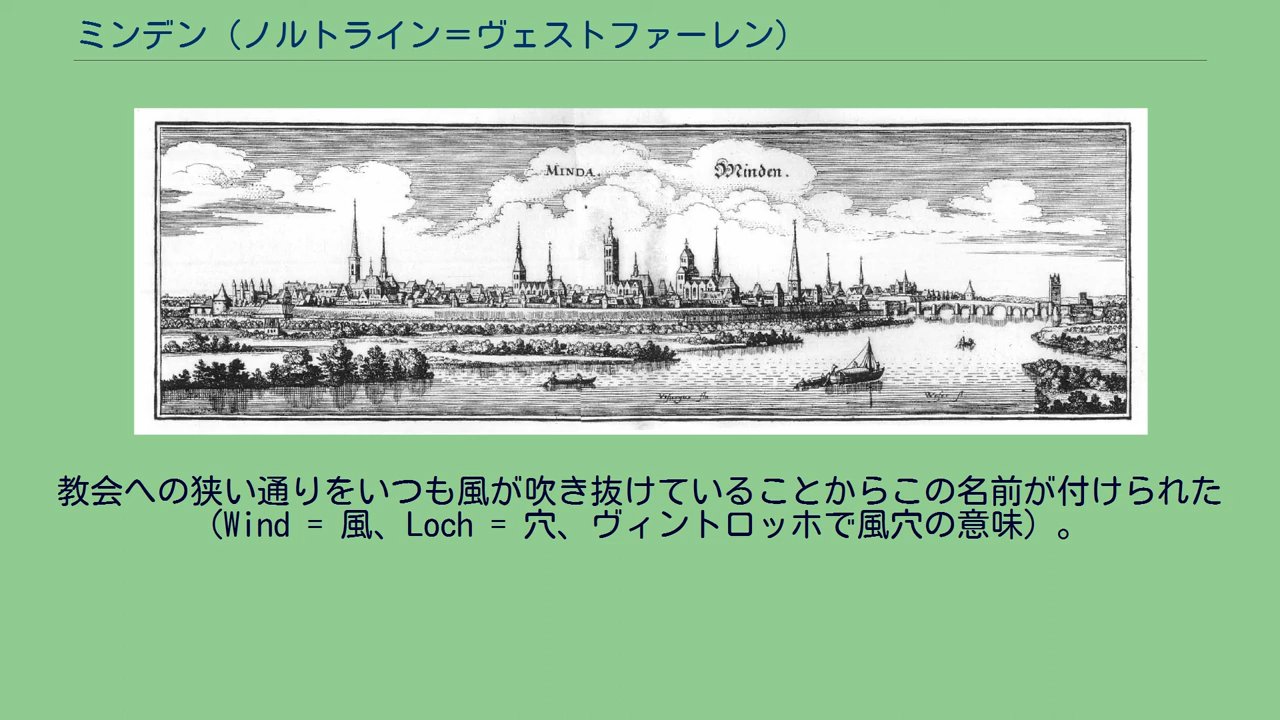 ミンデン（ノルトライン＝ヴェストファーレン）
MINDA.
Minden.
Weser fl
教会への狭い通りをいつも風が吹き抜けていることからこの名前が付けられた
（Wind = 風、Loch = 穴、ヴィントロッホで風穴の意味）。